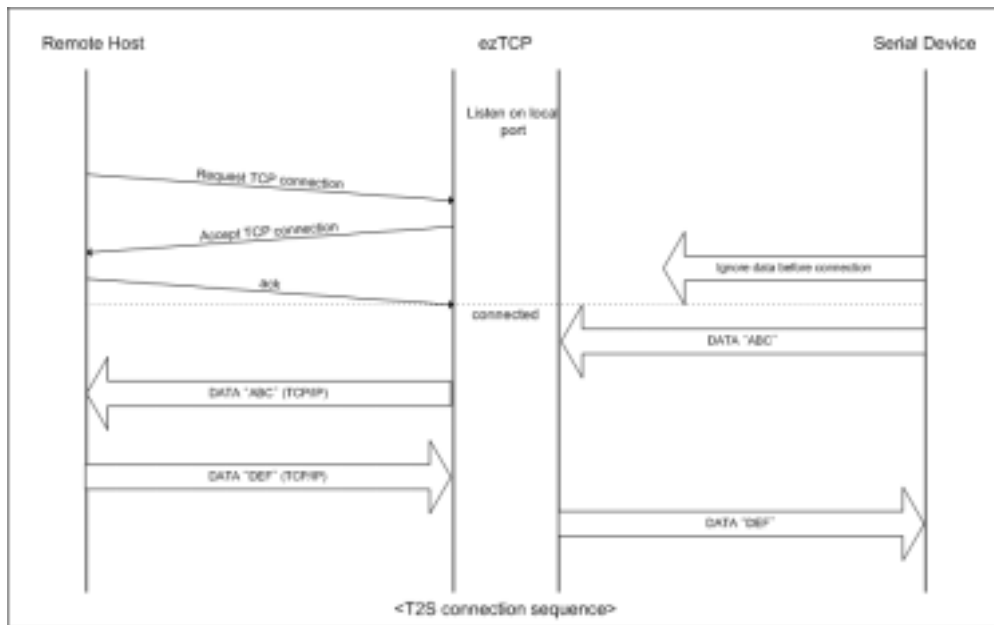 Remote Host ezTCP Serial Device
Listen on local
port
Request TCP connection
Accept TCP connection
Ignore data before connection
ack
connected
DATA "ABC"
DATA "ABC" (TCP/IP)
DATA "DEF" (TCP/IP)
DATA "DEF"
<T2S connection sequence>